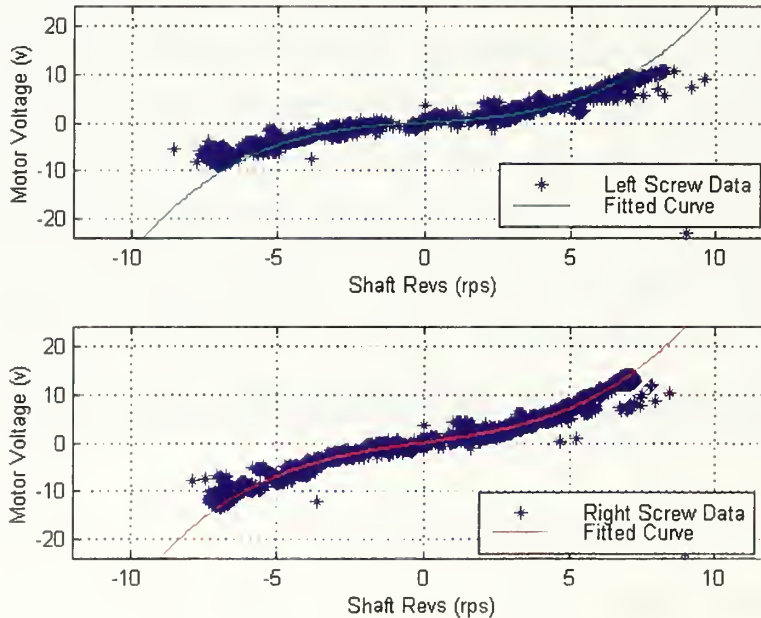 20
10
0
-10
-20
Motor Voltage (v)
Left Screw Data
Fitted Curve
-10 -5 0 5 10
Shaft Revs (rps)
20
10
0
-10
-20
Motor Voltage (v)
Right Screw Data
Fitted Curve
-10 -5 0 5 10
Shaft Revs (rps)